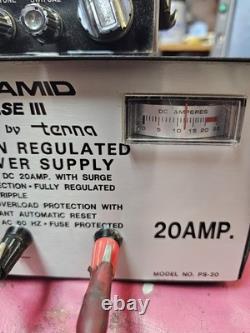 AMID
SE III
by tenna
N REGULATED
WER SUPPLY
DC AMPERES
DC 20AMP. WITH SURGE
ECTION • FULLY REGULATED
RIPPLE
OVERLOAD PROTECTION WITH
ANT AUTOMATIC RESET
AC 60 HZ • FUSE PROTECTED
20AMP.
MODEL NO. PS-20